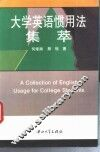 大学英语惯用法
集萃
A Collection of English
Usage for College Students